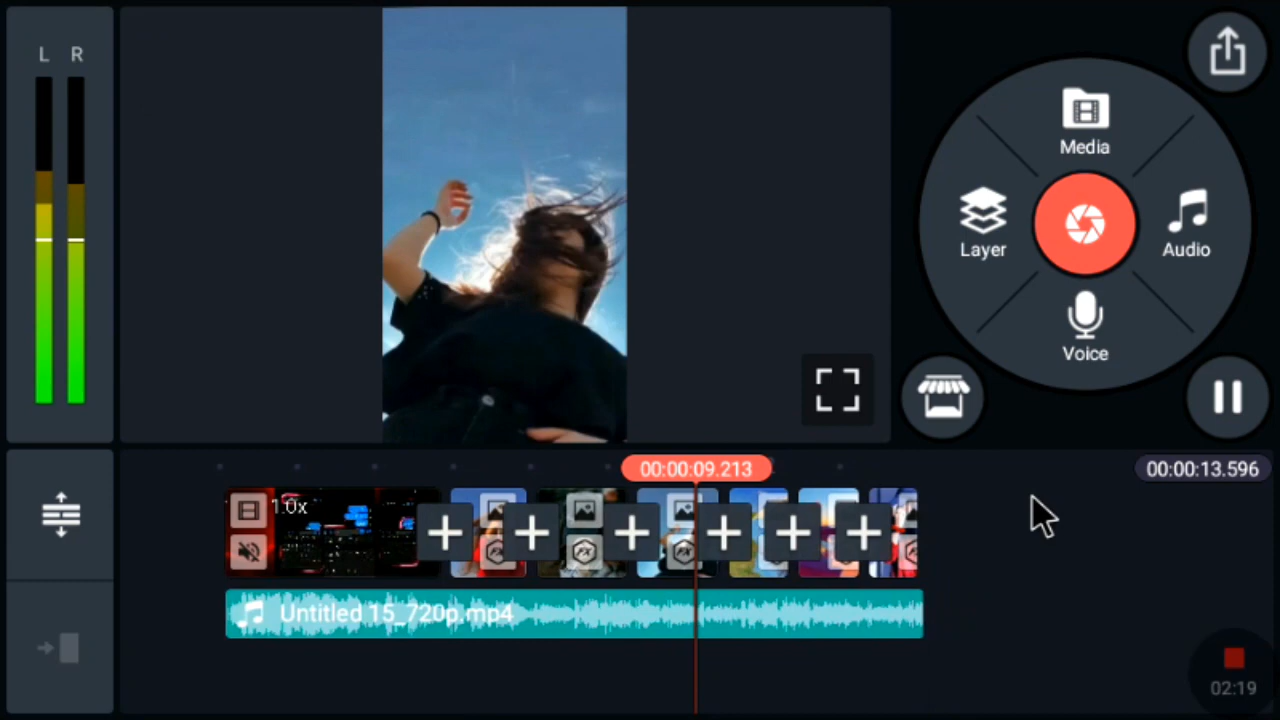 L R
Media
Layer
Audio
Voice
00:00:09.213
00:00:13.596
1.0x
Untitled 15_720p.mp4
02:19